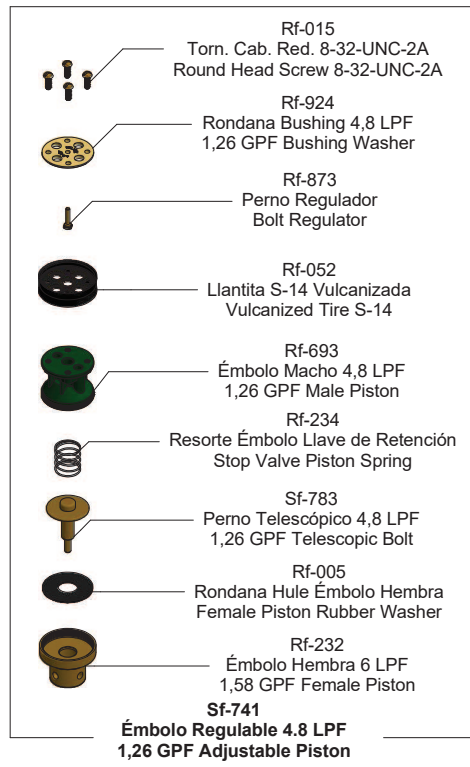 Rf-015
Torn. Cab. Red. 8-32-UNC-2A
Round Head Screw 8-32-UNC-2A
Rf-924
Rondana Bushing 4,8 LPF
1,26 GPF Bushing Washer
Rf-873
Perno Regulador
Bolt Regulator
Rf-052
Llantita S-14 Vulcanizada
Vulcanized Tire S-14
Rf-693
Émbolo Macho 4,8 LPF
1,26 GPF Male Piston
Rf-234
Resorte Émbolo Llave de Retención
Stop Valve Piston Spring
Sf-783
Perno Telescópico 4,8 LPF
1,26 GPF Telescopic Bolt
Rf-005
Rondana Hule Émbolo Hembra
Female Piston Rubber Washer
Rf-232
Émbolo Hembra 6 LPF
1,58 GPF Female Piston
Sf-741
Émbolo Regulable 4.8 LPF
1,26 GPF Adjustable Piston